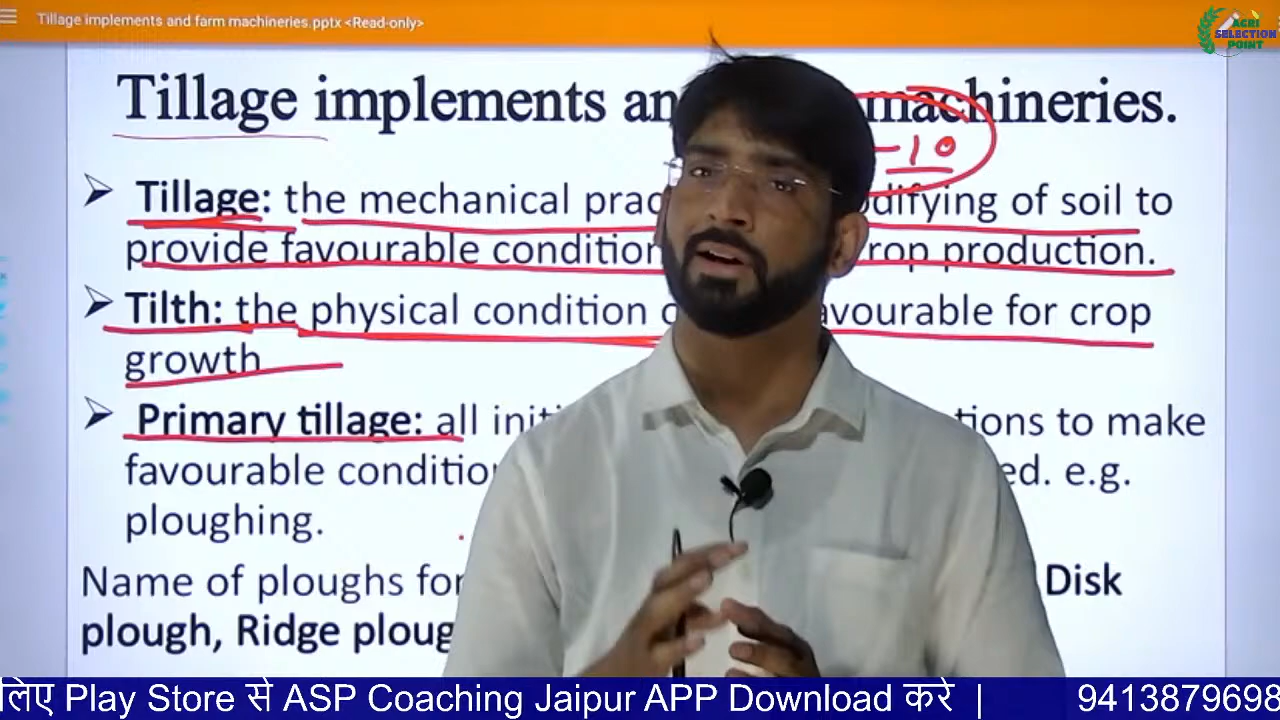 Tillage implements and farm machineries.pptx <Read-only>
AGRI
SELECTION
POINT
Tillage implements an machineries.
-10
➢ Tillage: the mechanical prac difying of soil to
provide favourable condition rop production.
➢ Tilth: the physical condition avourable for crop
growth
➢ Primary tillage: all init tions to make
favourable conditio ed. e.g.
ploughing.
Name of ploughs for Disk
plough, Ridge ploug
लिए Play Store से ASP Coaching Jaipur APP Download करे | 9413879698